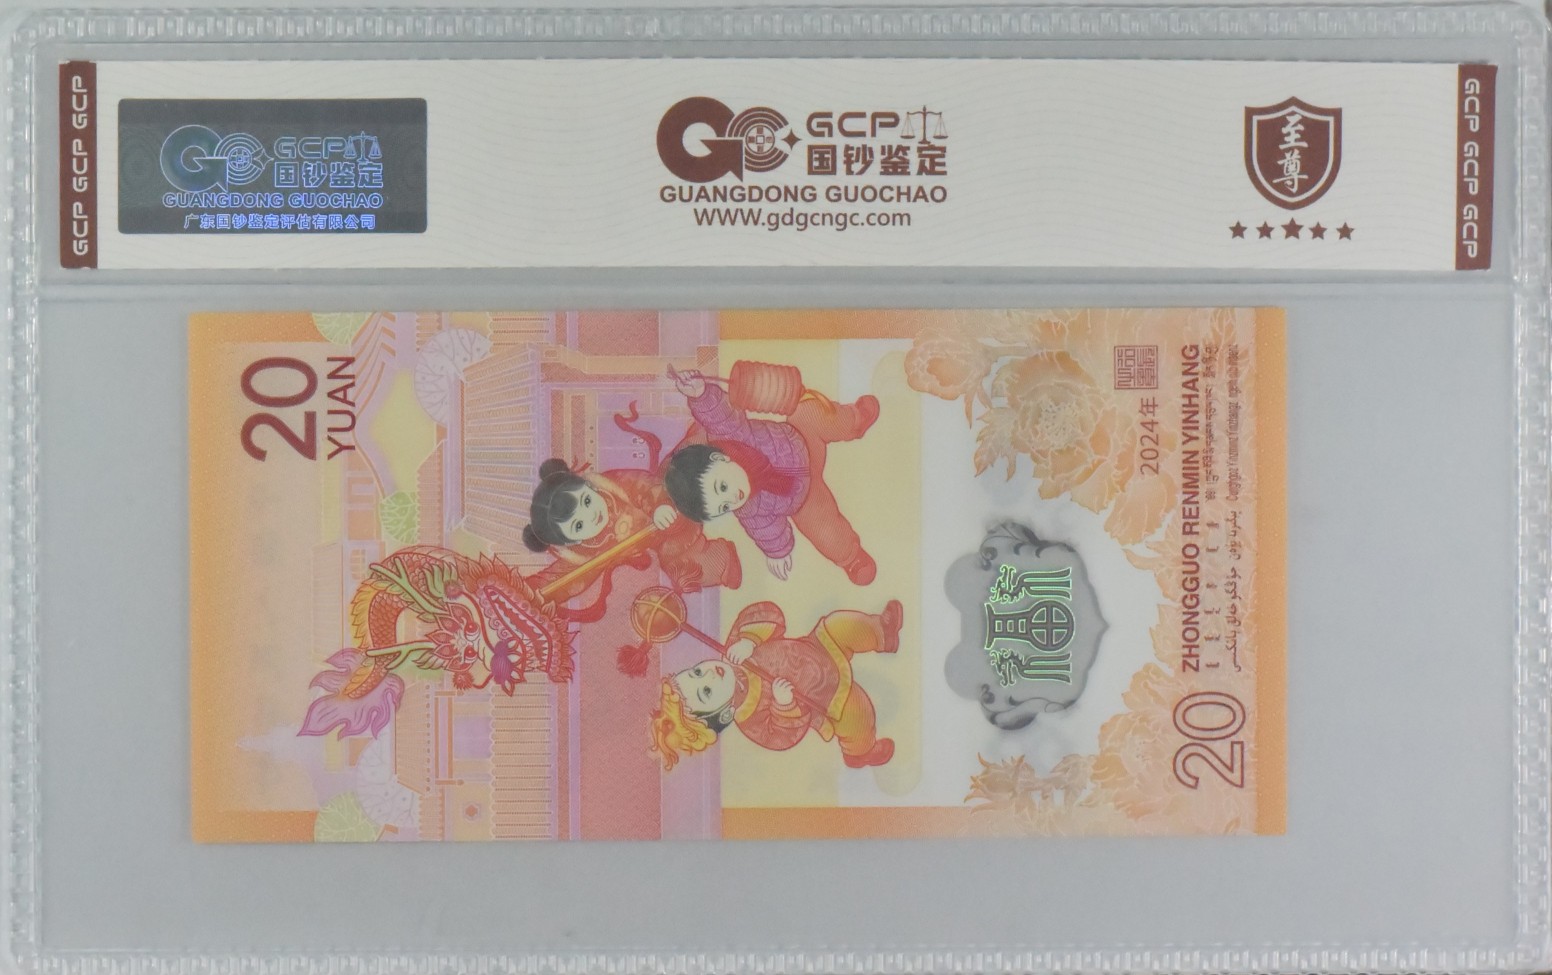 GCP GCP GCP
GCP
国钞鉴定
GUANGDONG GUOCHAO
广东国钞鉴定评估有限公司
GCP
国钞鉴定
GUANGDONG GUOCHAO
WWW.gdgcngc.com
至尊
GCP GCP GCP
20
YUAN
2024年
ZHONGGUO RENMIN YINHANG
20